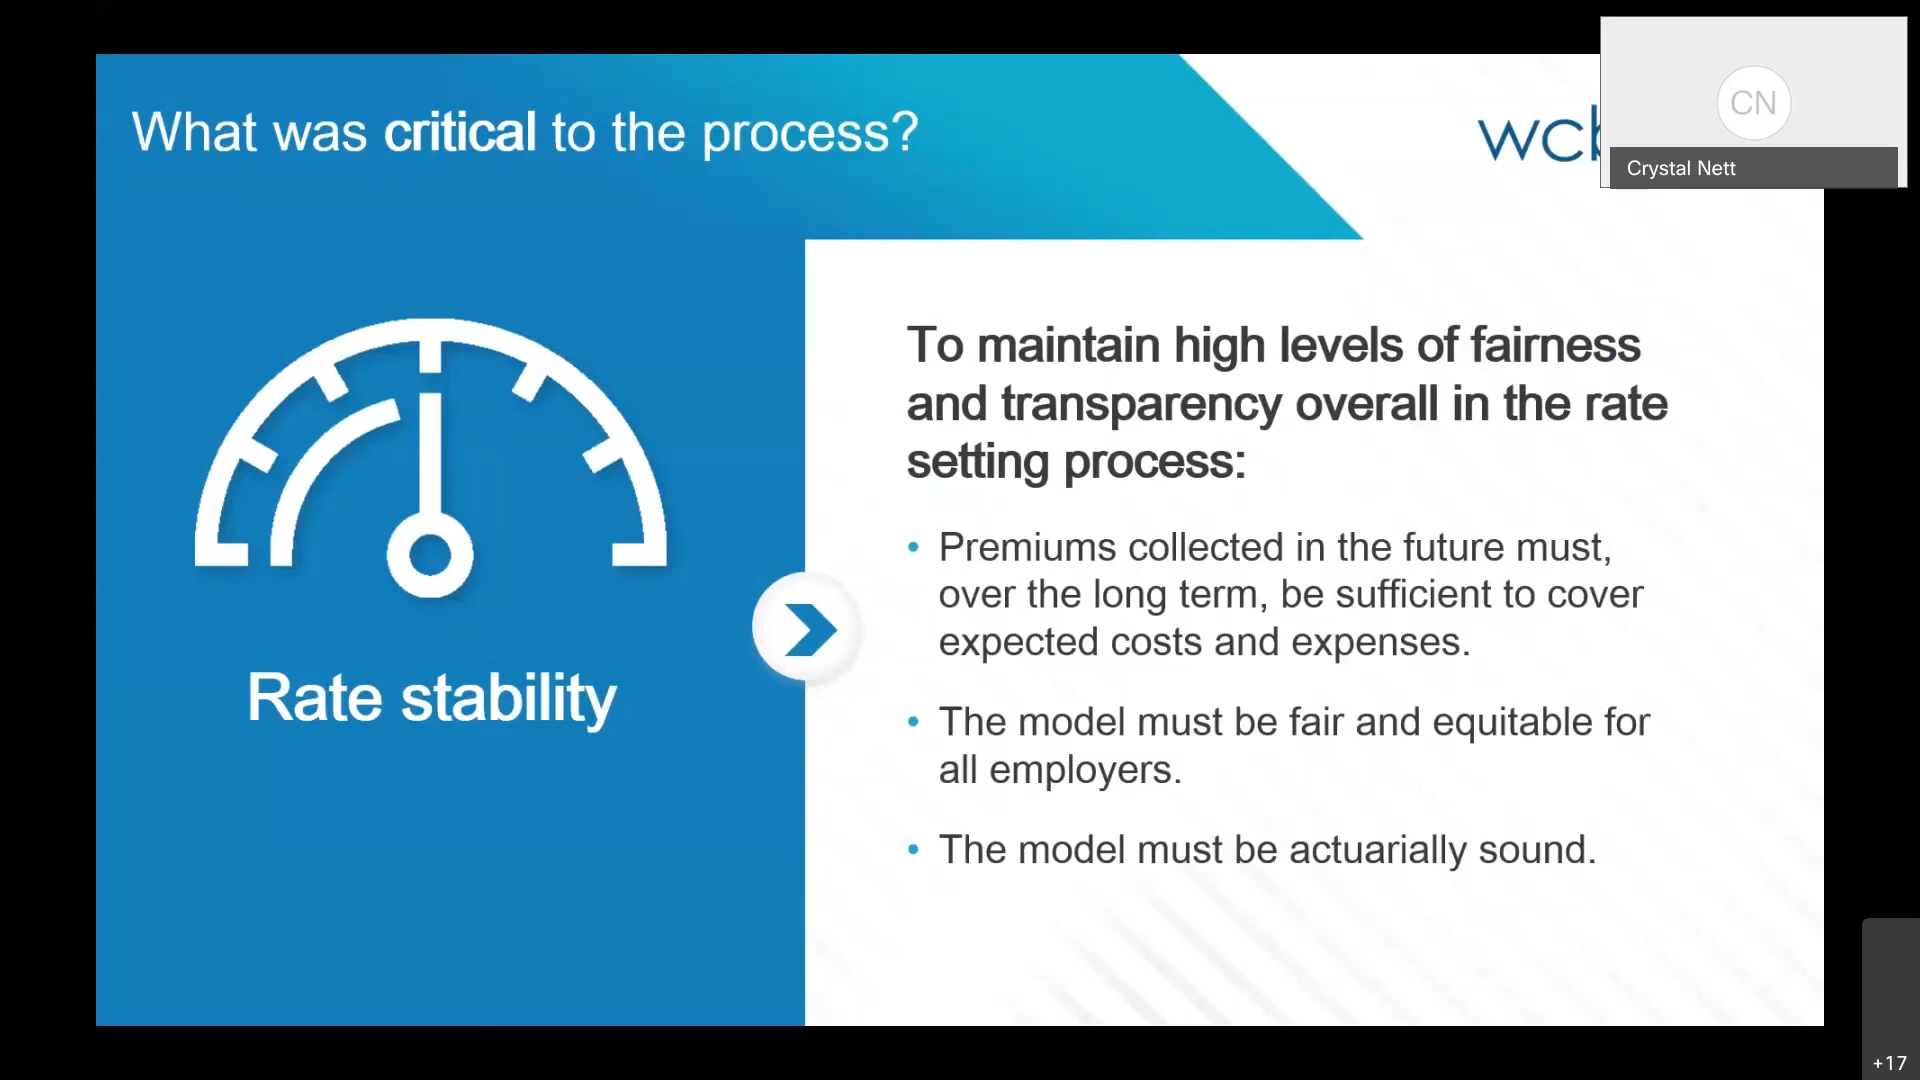 What was critical to the process?
wcb
CN
Crystal Nett
To maintain high levels of fairness
and transparency overall in the rate
setting process:
• Premiums collected in the future must,
over the long term, be sufficient to cover
expected costs and expenses.
• The model must be fair and equitable for
all employers.
• The model must be actuarially sound.
Rate stability
+17